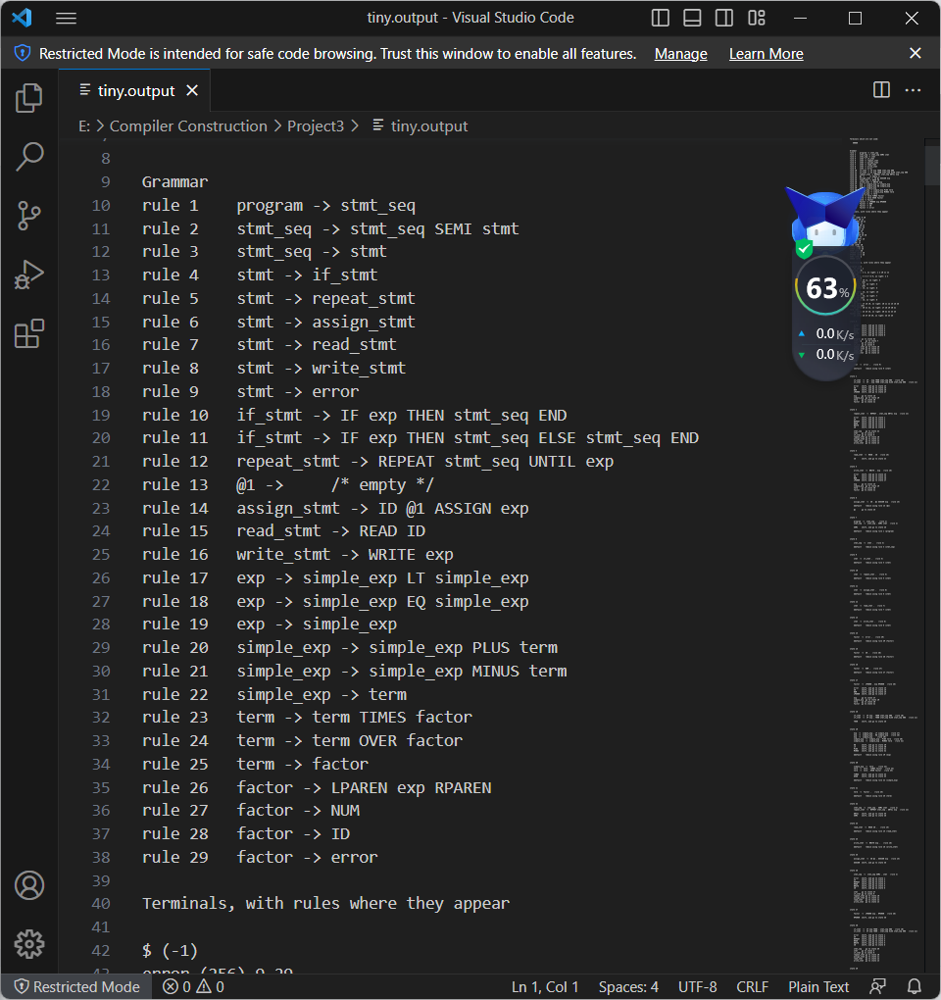 tiny.output - Visual Studio Code
Restricted Mode is intended for safe code browsing. Trust this window to enable all features. Manage Learn More
tiny.output
E: > Compiler Construction > Project3 > tiny.output
8
9 Grammar
10 rule 1 program -> stmt_seq
11 rule 2 stmt_seq -> stmt_seq SEMI stmt
12 rule 3 stmt_seq -> stmt
13 rule 4 stmt -> if_stmt
14 rule 5 stmt -> repeat_stmt
15 rule 6 stmt -> assign_stmt
16 rule 7 stmt -> read_stmt
17 rule 8 stmt -> write_stmt
18 rule 9 stmt -> error
19 rule 10 if_stmt -> IF exp THEN stmt_seq END
20 rule 11 if_stmt -> IF exp THEN stmt_seq ELSE stmt_seq END
21 rule 12 repeat_stmt -> REPEAT stmt_seq UNTIL exp
22 rule 13 @1 -> /* empty */
23 rule 14 assign_stmt -> ID @1 ASSIGN exp
24 rule 15 read_stmt -> READ ID
25 rule 16 write_stmt -> WRITE exp
26 rule 17 exp -> simple_exp LT simple_exp
27 rule 18 exp -> simple_exp EQ simple_exp
28 rule 19 exp -> simple_exp
29 rule 20 simple_exp -> simple_exp PLUS term
30 rule 21 simple_exp -> simple_exp MINUS term
31 rule 22 simple_exp -> term
32 rule 23 term -> term TIMES factor
33 rule 24 term -> term OVER factor
34 rule 25 term -> factor
35 rule 26 factor -> LPAREN exp RPAREN
36 rule 27 factor -> NUM
37 rule 28 factor -> ID
38 rule 29 factor -> error
39
40 Terminals, with rules where they appear
41
42 $ (-1)
43 error (256) 9 29
63%
0.0K/s
0.0K/s
Restricted Mode 0 0 Ln 1, Col 1 Spaces: 4 UTF-8 CRLF Plain Text